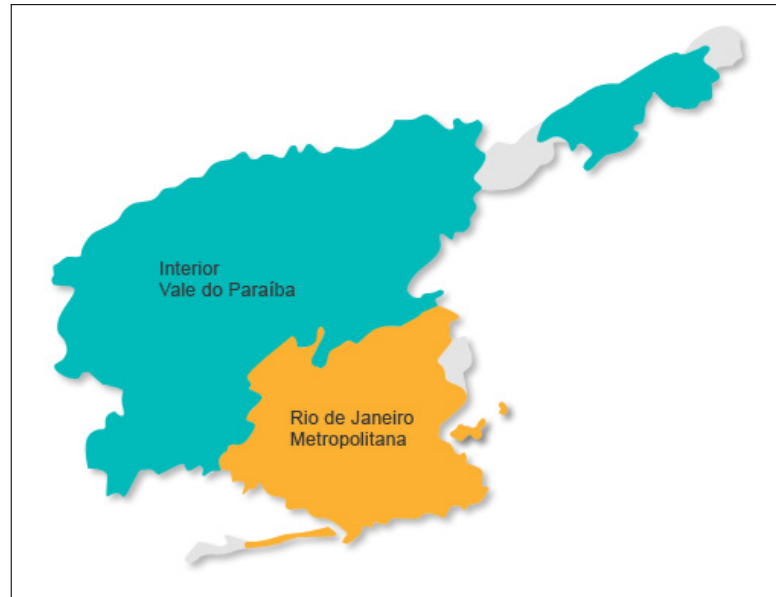 Interior
Vale do Paraíba
Rio de Janeiro
Metropolitana